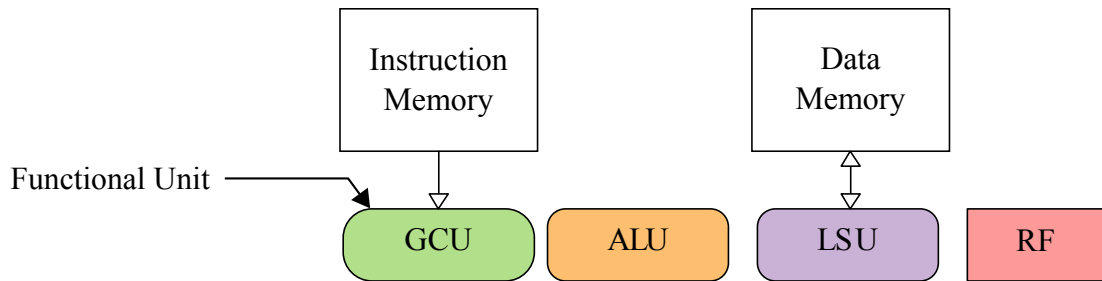 Instruction
Memory
Data
Memory
Functional Unit
GCU
ALU
LSU
RF